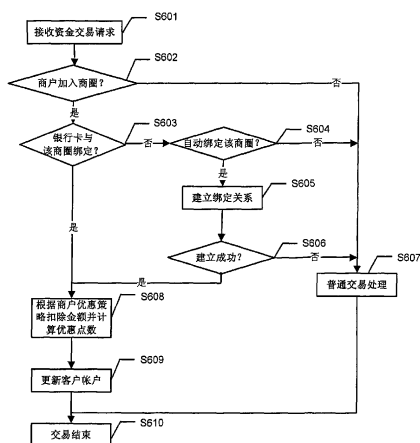 S601
接收资金交易请求
S602
商户加入商圈?
否
是
S603
银行卡与
该商圈绑定?
否
S604
自动绑定该商圈?
否
是
S605
建立绑定关系
是
S606
建立成功?
否
是
S607
普通交易处理
S608
根据商户优惠策
略扣除金额并计
算优惠点数
S609
更新客户帐户
S610
交易结束